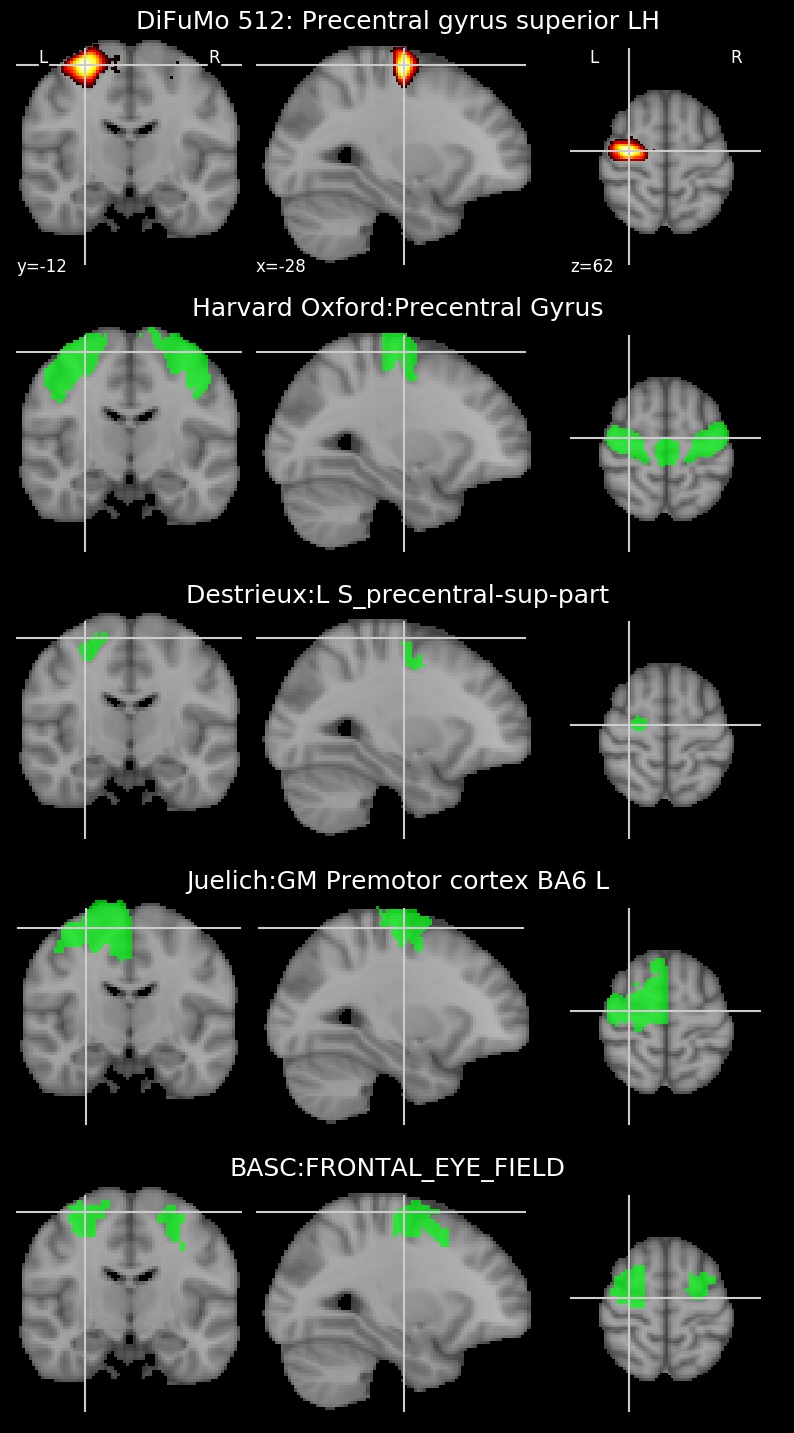 DiFuMo 512: Precentral gyrus superior LH
L R L R
y=-12 x=-28 z=62
Harvard Oxford:Precentral Gyrus
Destrieux:L S_precentral-sup-part
Juelich:GM Premotor cortex BA6 L
BASC:FRONTAL_EYE_FIELD